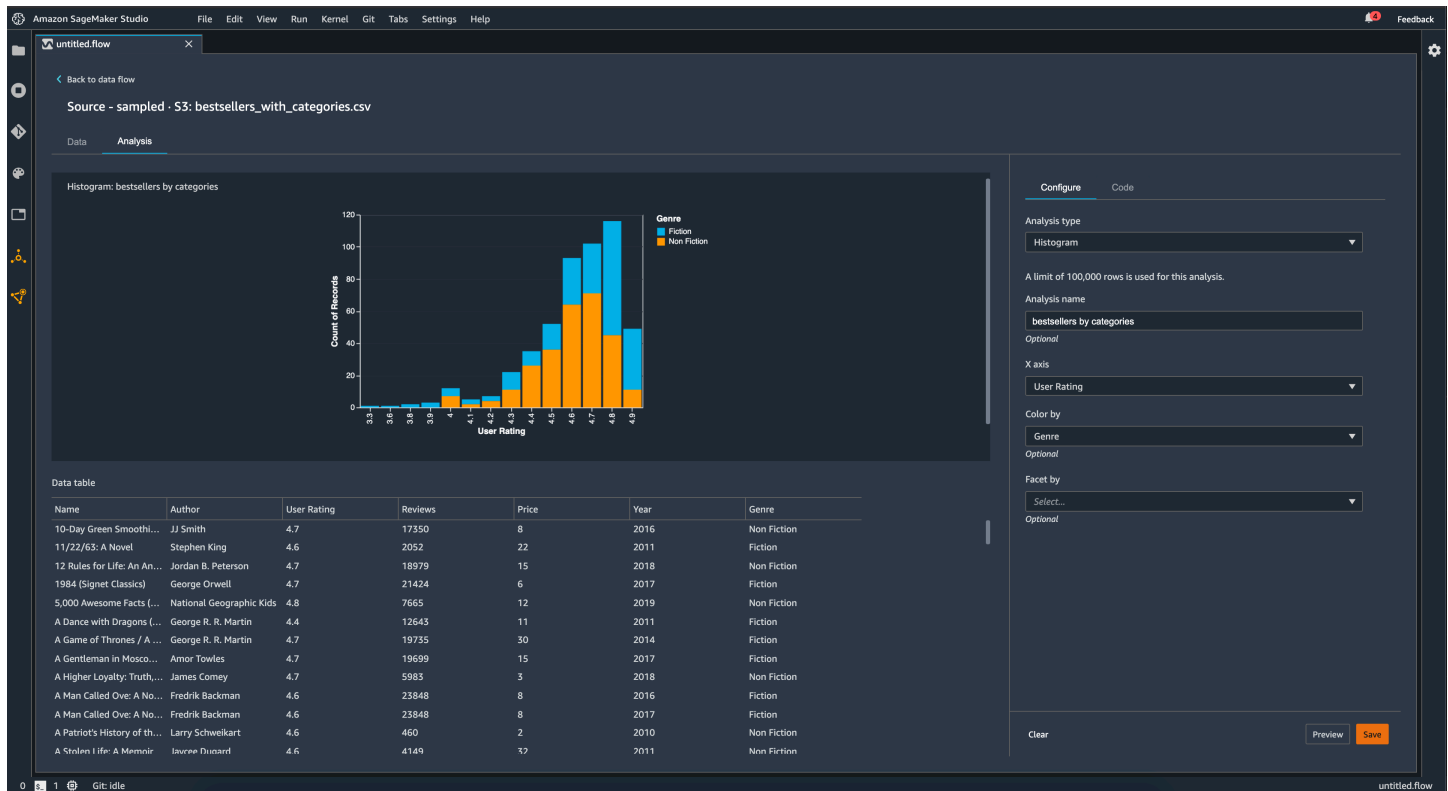 Amazon SageMaker Studio File Edit View Run Kernel Git Tabs Settings Help 4 Feedback
untitled.flow ×
Back to data flow
Source - sampled · S3: bestsellers_with_categories.csv
Data Analysis
Histogram: bestsellers by categories
Count of Records
120
100
80
60
40
20
0
3.3 3.6 3.8 3.9 4 4.1 4.2 4.3 4.4 4.5 4.6 4.7 4.8 4.9
User Rating
Genre
Fiction
Non Fiction
Data table
Name Author User Rating Reviews Price Year Genre
10-Day Green Smoothi... JJ Smith 4.7 17350 8 2016 Non Fiction
11/22/63: A Novel Stephen King 4.6 2052 22 2011 Fiction
12 Rules for Life: An An... Jordan B. Peterson 4.7 18979 15 2018 Non Fiction
1984 (Signet Classics) George Orwell 4.7 21424 6 2017 Fiction
5,000 Awesome Facts (... National Geographic Kids 4.8 7665 12 2019 Non Fiction
A Dance with Dragons (... George R. R. Martin 4.4 12643 11 2011 Fiction
A Game of Thrones / A ... George R. R. Martin 4.7 19735 30 2014 Fiction
A Gentleman in Mosco... Amor Towles 4.7 19699 15 2017 Fiction
A Higher Loyalty: Truth,... James Comey 4.7 5983 3 2018 Non Fiction
A Man Called Ove: A No... Fredrik Backman 4.6 23848 8 2016 Fiction
A Man Called Ove: A No... Fredrik Backman 4.6 23848 8 2017 Fiction
A Patriot's History of th... Larry Schweikart 4.6 460 2 2010 Non Fiction
A Stolen Life: A Memoir Jaycee Dugard 4.6 4149 32 2011 Non Fiction
Configure Code
Analysis type
Histogram
A limit of 100,000 rows is used for this analysis.
Analysis name
bestsellers by categories
Optional
X axis
User Rating
Color by
Genre
Optional
Facet by
Select...
Optional
Clear Preview Save
0 $_ 1 Git: idle untitled.flow